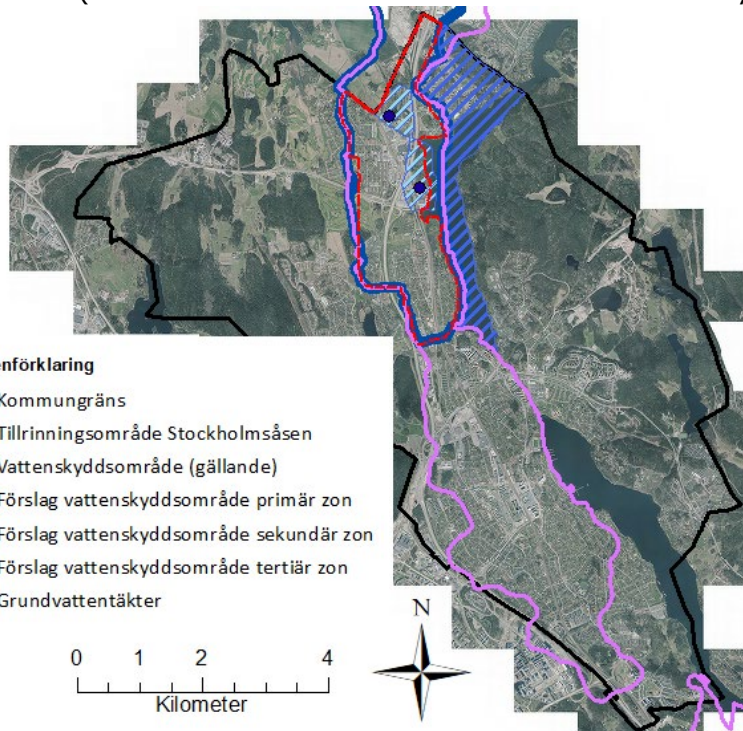 nförklaring
Kommungräns
Tillrinningsområde Stockholmsåsen
Vattenskyddsområde (gällande)
Förslag vattenskyddsområde primär zon
Förslag vattenskyddsområde sekundär zon
Förslag vattenskyddsområde tertiär zon
Grundvattentäkter
N
0 1 2 4
Kilometer